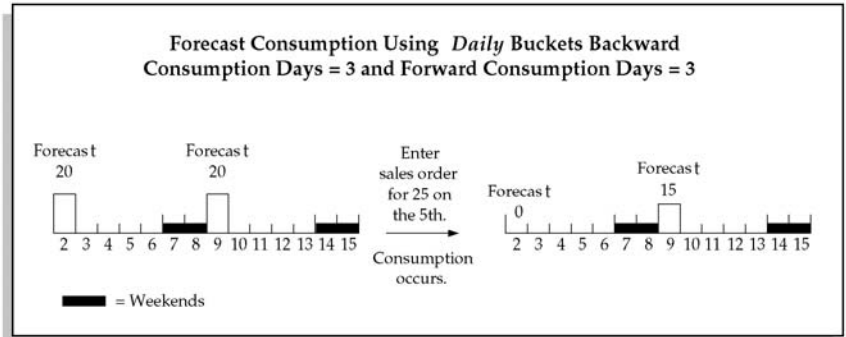 Forecast Consumption Using Daily Buckets Backward
Consumption Days = 3 and Forward Consumption Days = 3
Forecast
20
Forecast
20
2 3 4 5 6 7 8 9 10 11 12 13 14 15
Enter
sales order
for 25 on
the 5th.
Consumption
occurs.
Forecast
0
Forecast
15
2 3 4 5 6 7 8 9 10 11 12 13 14 15
= Weekends